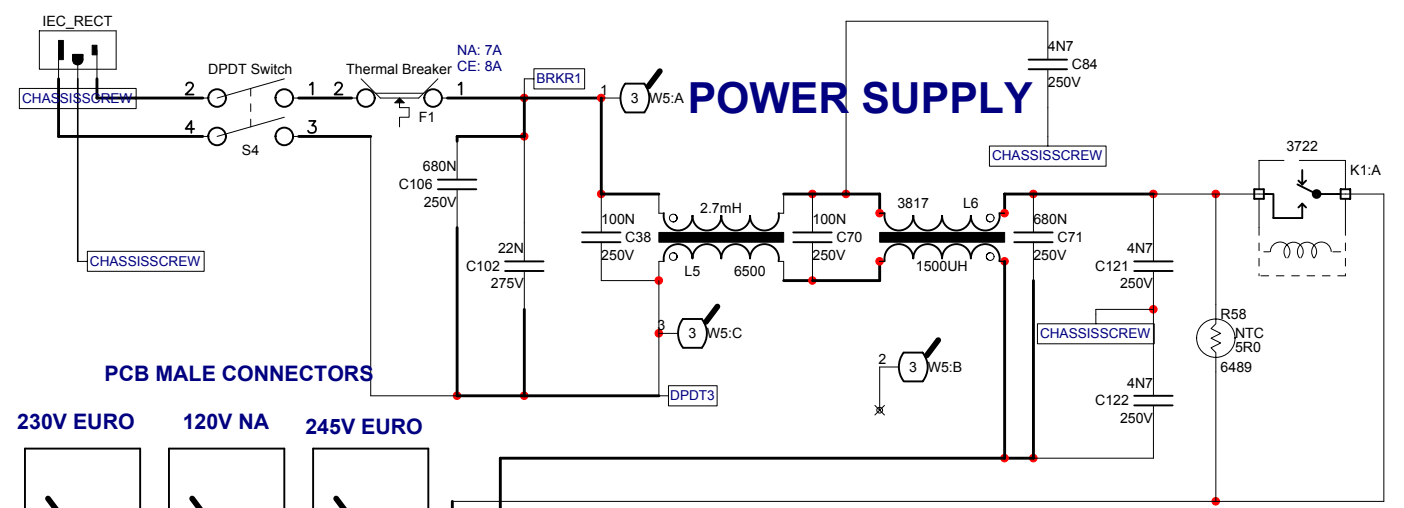 IEC_RECT
CHASSISSCREW
DPDT Switch
2
1
4
3
S4
Thermal Breaker
NA: 7A
CE: 8A
2
1
F1
BRKR1
1
3
W5:A
POWER SUPPLY
4N7
C84
250V
CHASSISSCREW
3722
K1:A
680N
C106
250V
CHASSISSCREW
22N
C102
275V
100N
C38
250V
2.7mH
L5
6500
100N
C70
250V
3817
L6
1500UH
680N
C71
250V
4N7
C121
250V
CHASSISSCREW
R58
NTC
5R0
6489
3
3
W5:C
2
3
W5:B
4N7
C122
250V
DPDT3
PCB MALE CONNECTORS
230V EURO
120V NA
245V EURO